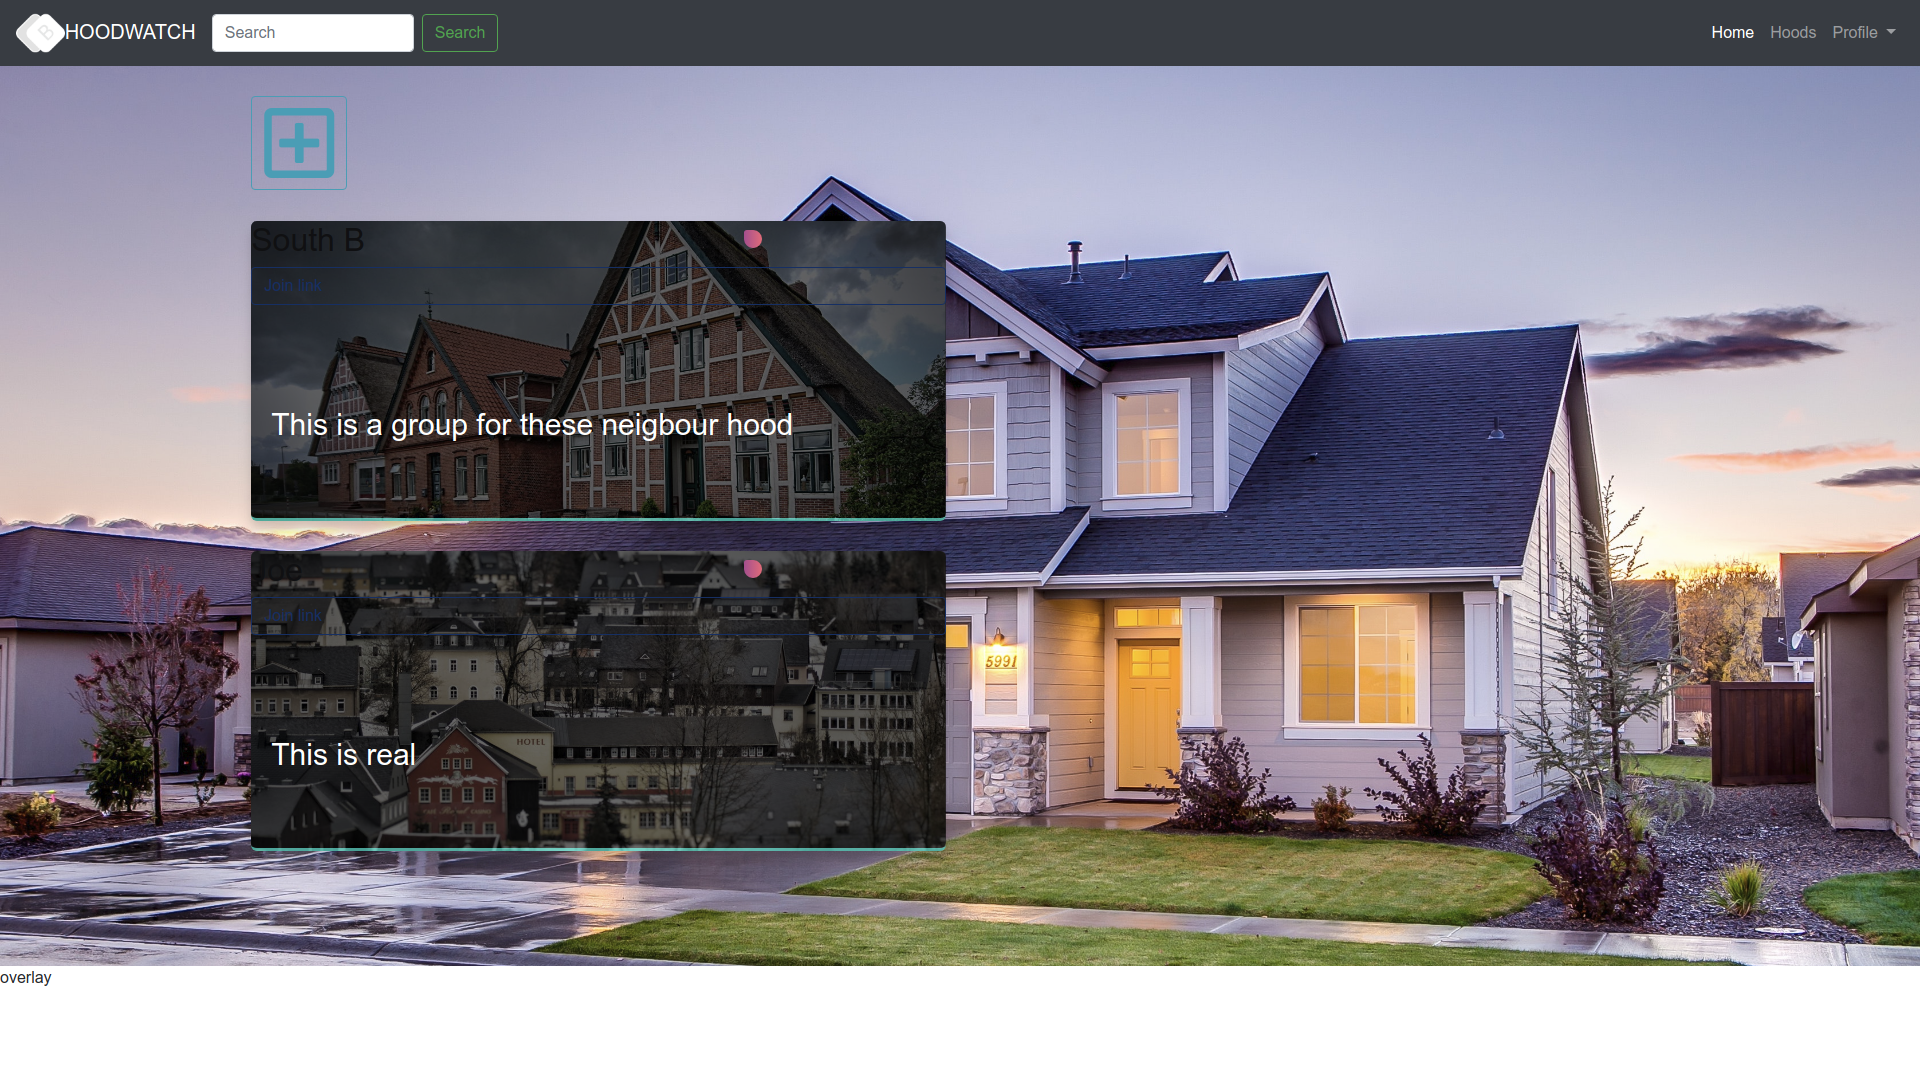 HOODWATCH
Search
Search
Home
Hoods
Profile
South B
Join link
This is a group for these neigbour hood
Joe
Join link
HOTEL
This is real
5991
overlay